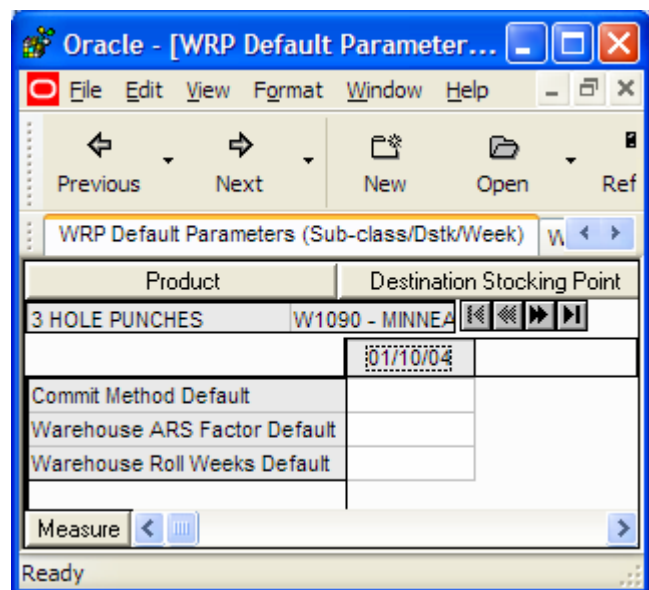 Oracle - [WRP Default Parameter...
File Edit View Format Window Help
Previous Next New Open Ref
WRP Default Parameters (Sub-class/Dstk/Week) W
Product Destination Stocking Point
3 HOLE PUNCHES W1090 - MINNEA
01/10/04
Commit Method Default
Warehouse ARS Factor Default
Warehouse Roll Weeks Default
Measure
Ready